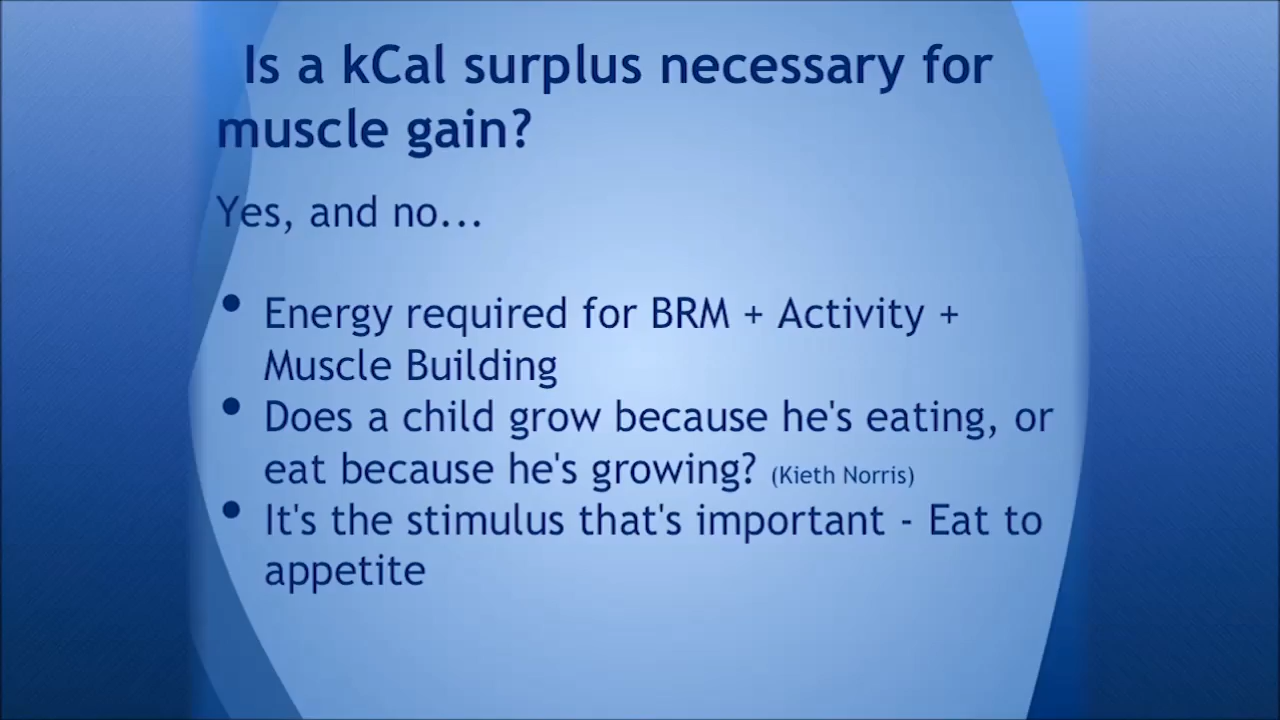 Is a kCal surplus necessary for
muscle gain?
Yes, and no...
• Energy required for BRM + Activity +
Muscle Building
• Does a child grow because he's eating, or
eat because he's growing? (Kieth Norris)
• It's the stimulus that's important - Eat to
appetite